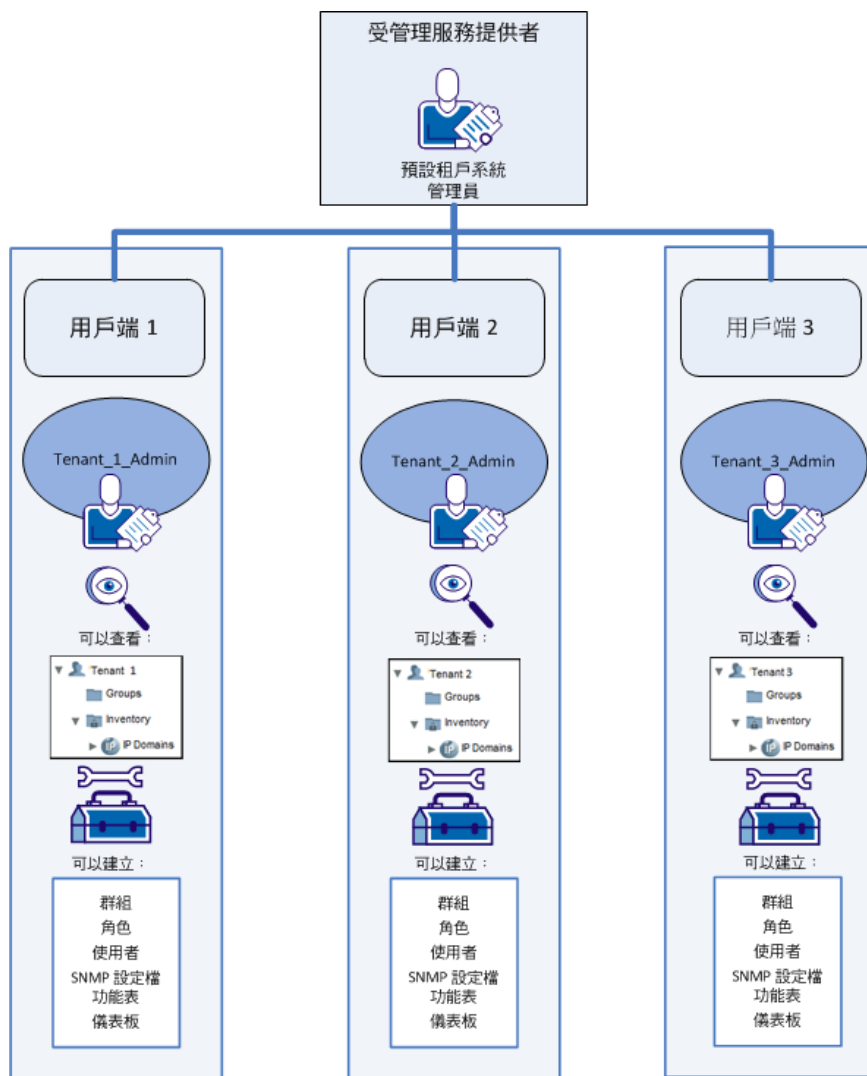 受管理服務提供者
預設租戶系統
管理員
用戶端 1
Tenant_1_Admin
可以查看：
Tenant 1
Groups
Inventory
IP
IP Domains
可以建立：
群組
角色
使用者
SNMP 設定檔
功能表
儀表板
用戶端 2
Tenant_2_Admin
可以查看：
Tenant 2
Groups
Inventory
IP
IP Domains
可以建立：
群組
角色
使用者
SNMP 設定檔
功能表
儀表板
用戶端 3
Tenant_3_Admin
可以查看：
Tenant 3
Groups
Inventory
IP
IP Domains
可以建立：
群組
角色
使用者
SNMP 設定檔
功能表
儀表板